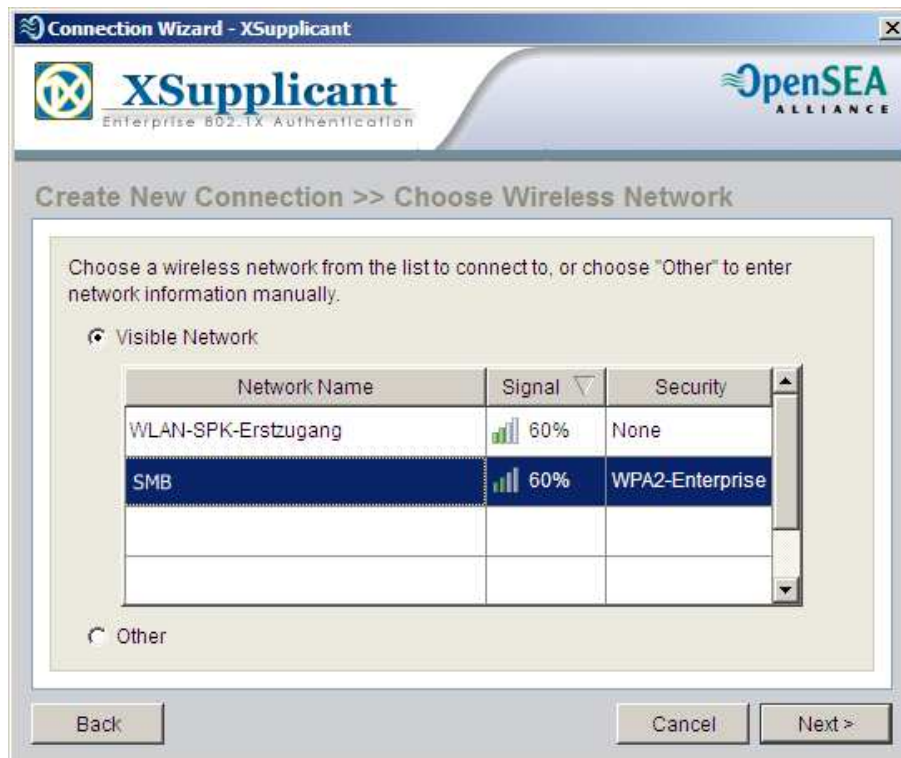 Connection Wizard - XSupplicant
XSupplicant
Enterprise 802.1X Authentication
OpenSEA
ALLIANCE
Create New Connection >> Choose Wireless Network
Choose a wireless network from the list to connect to, or choose "Other" to enter
network information manually.
Visible Network
Network Name Signal Security
WLAN-SPK-Erstzugang 60% None
SMB 60% WPA2-Enterprise
Other
Back Cancel Next >